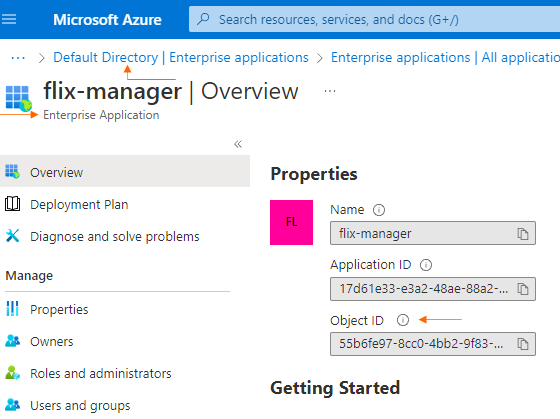 Microsoft Azure
Search resources, services, and docs (G+/)
··· > Default Directory | Enterprise applications > Enterprise applications | All applicatio
flix-manager | Overview ···
Enterprise Application
«
Overview
Deployment Plan
Diagnose and solve problems
Manage
Properties
Owners
Roles and administrators
Users and groups
Properties
FL
Name
flix-manager
Application ID
17d61e33-e3a2-48ae-88a2-...
Object ID
55b6fe97-8cc0-4bb2-9f83-...
Getting Started